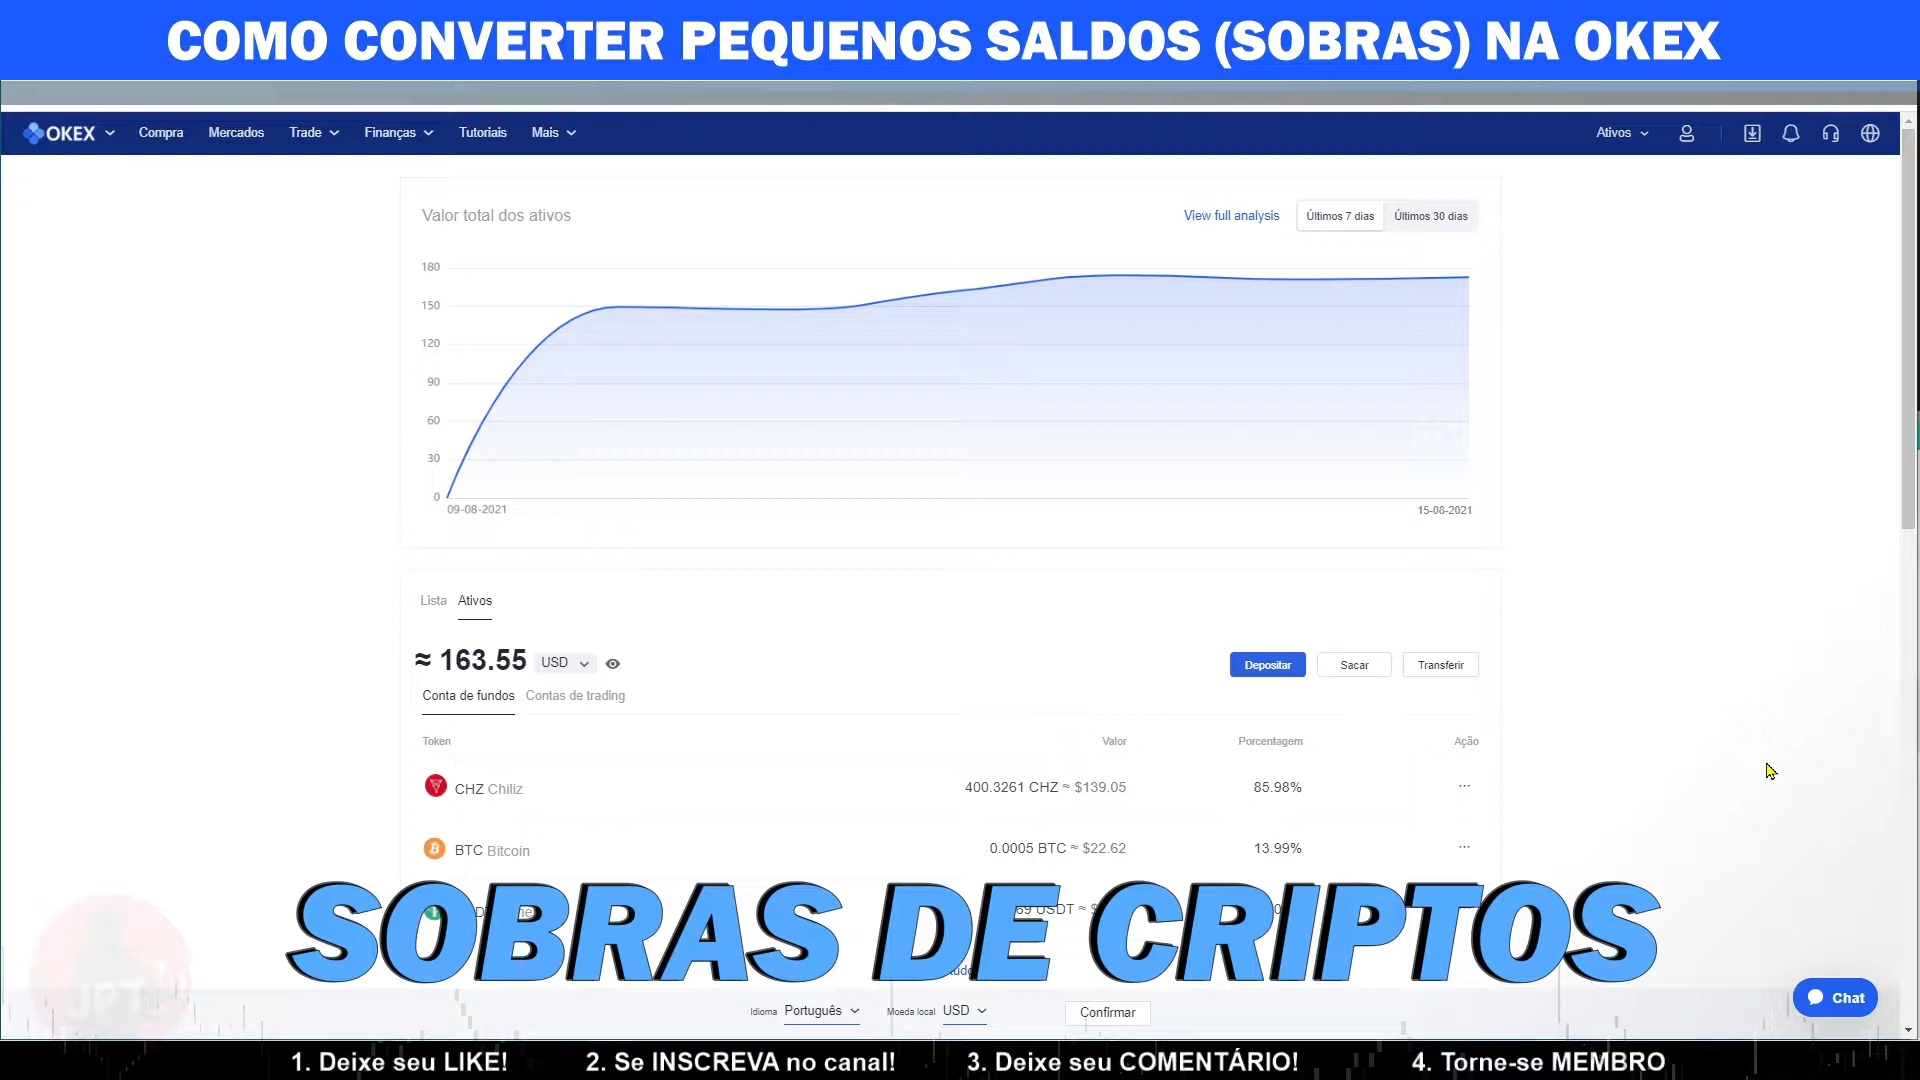 COMO CONVERTER PEQUENOS SALDOS (SOBRAS) NA OKEX
OKEX Compra Mercados Trade Finanças Tutoriais Mais Ativos
Valor total dos ativos View full analysis Últimos 7 dias Últimos 30 dias
180
150
120
90
60
30
0
09-08-2021 15-08-2021
Lista Ativos
≈ 163.55 USD Depositar Sacar Transferir
Conta de fundos Contas de trading
Token Valor Porcentagem Ação
CHZ Chiliz 400.3261 CHZ ≈ $139.05 85.98% ...
BTC Bitcoin 0.0005 BTC ≈ $22.62 13.99% ...
USDT ≈
SOBRAS DE CRIPTOS
JPT
Chat
Idioma Português Moeda local USD Confirmar
1. Deixe seu LIKE! 2. Se INSCREVA no canal! 3. Deixe seu COMENTÁRIO! 4. Torne-se MEMBRO